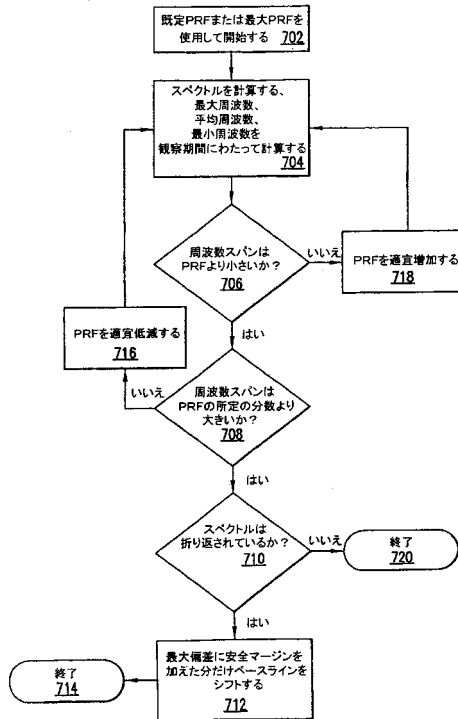 既定PRFまたは最大PRFを
使用して開始する 702
スペクトルを計算する、
最大周波数、
平均周波数、
最小周波数を
観察期間にわたって計算する
704
周波数スパンは
PRFより小さいか？
706
いいえ
PRFを適宜増加する
718
はい
PRFを適宜低減する
716
いいえ
周波数スパンは
PRFの所定の分数より
大きいか？
708
はい
スペクトルは
折り返されているか？
710
いいえ
終了
720
はい
最大偏差に安全マージンを
加えた分だけベースラインを
シフトする
712
終了
714